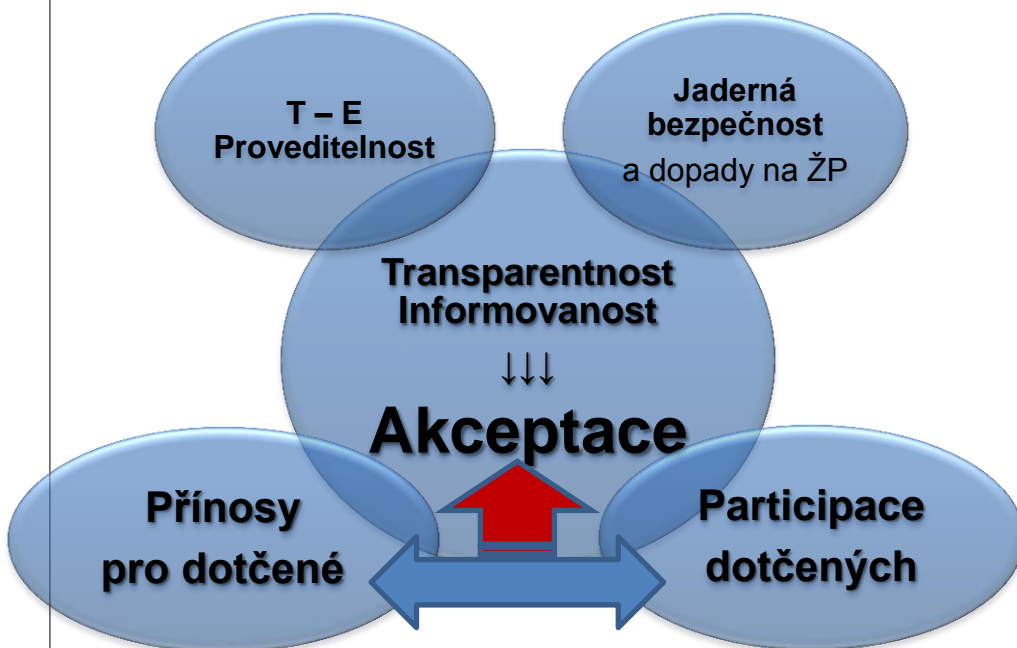 T – E
Proveditelnost
Jaderná
bezpečnost
a dopady na ŽP
Transparentnost
Informovanost
↓↓↓
Akceptace
Přínosy
pro dotčené
Participace
dotčených